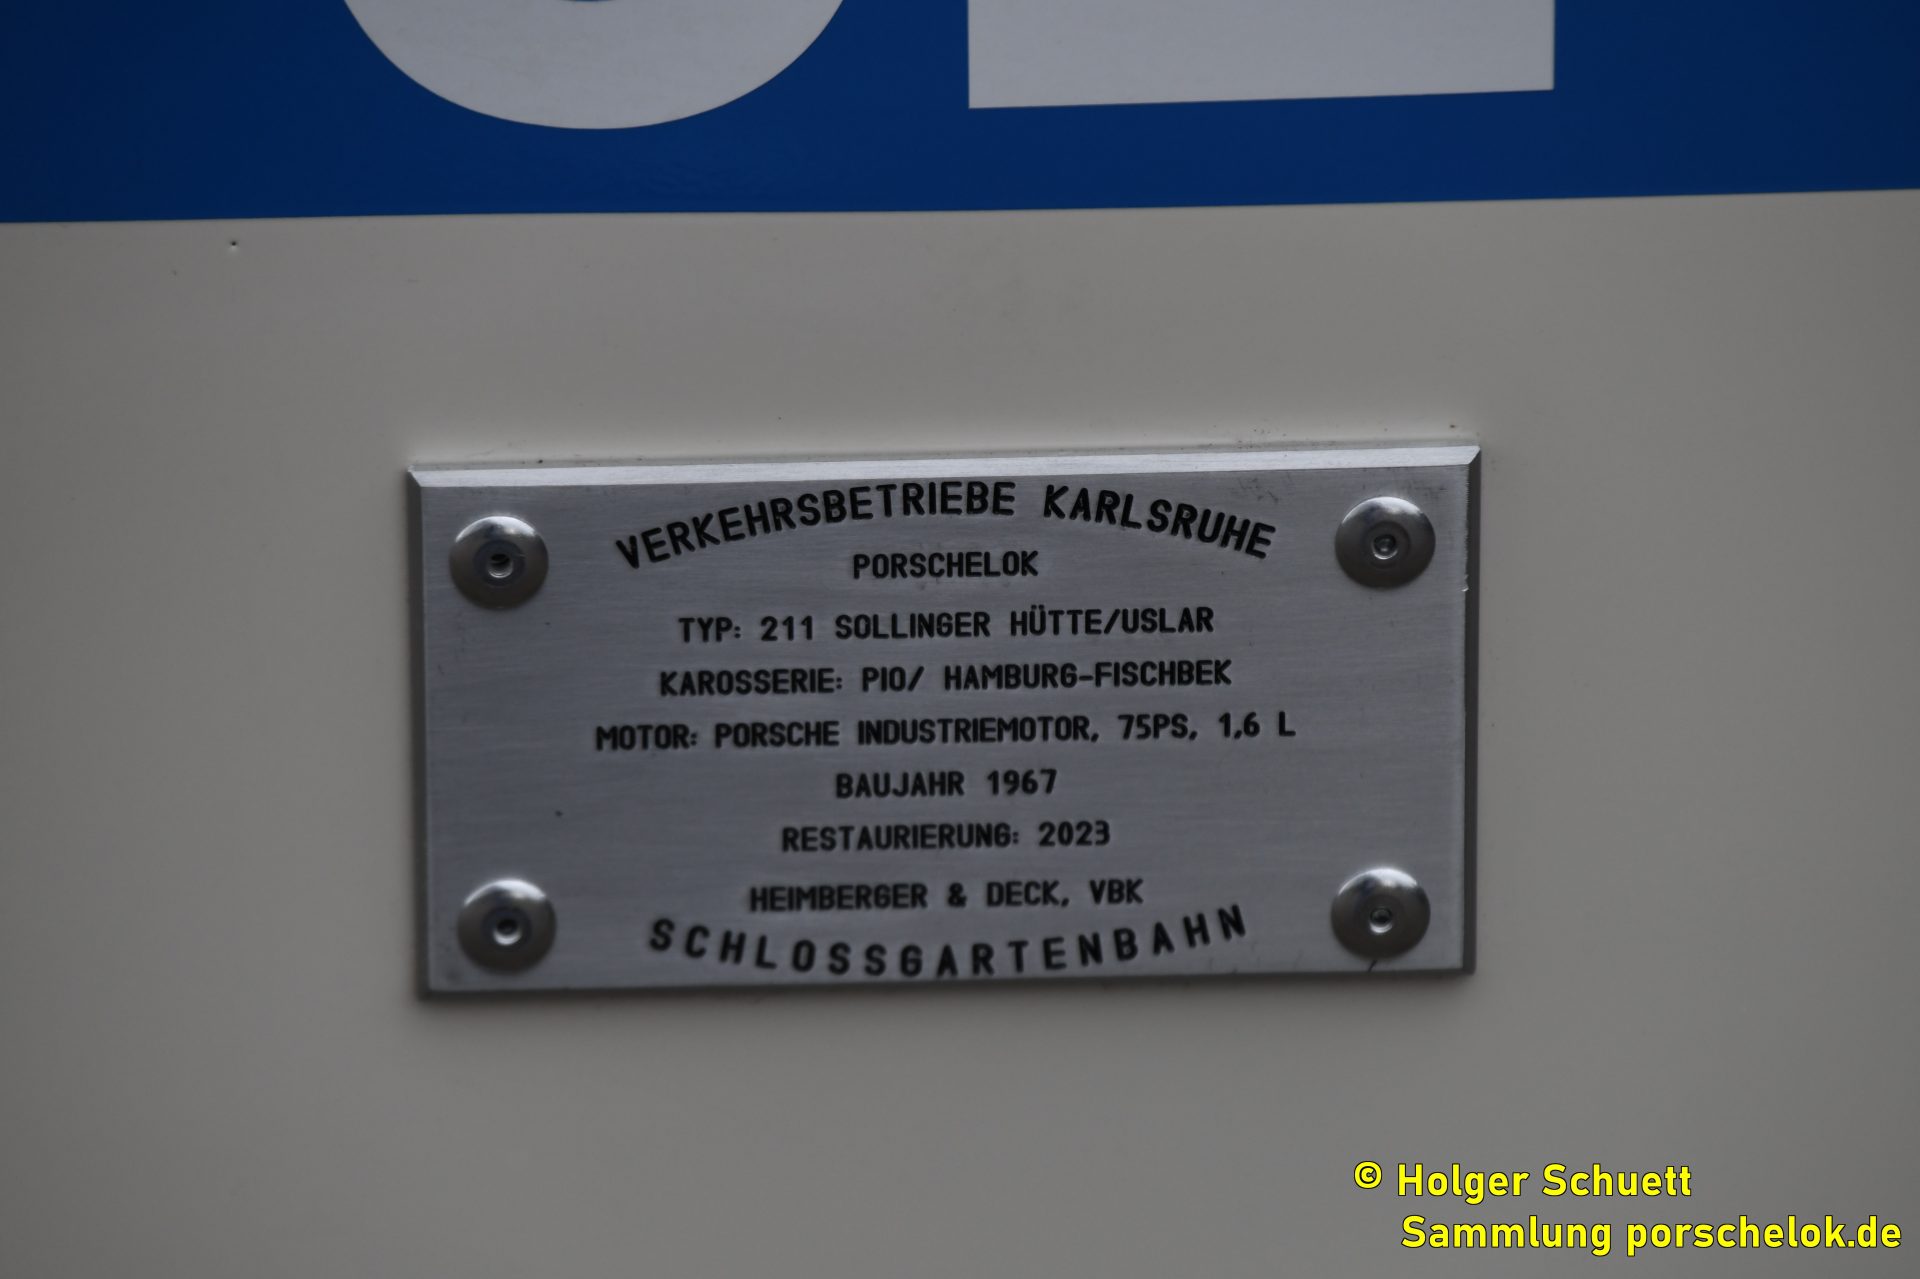 VERKEHRSBETRIEBE KARLSRUHE
PORSCHELOK
TYP: 211 SOLLINGER HÜTTE/USLAR
KAROSSERIE: PIO/ HAMBURG-FISCHBEK
MOTOR: PORSCHE INDUSTRIEMOTOR, 75PS, 1,6 L
BAUJAHR 1967
RESTAURIERUNG: 2023
HEIMBERGER & DECK, VBK
SCHLOSSGARTENBAHN
© Holger Schuett
Sammlung porschelok.de